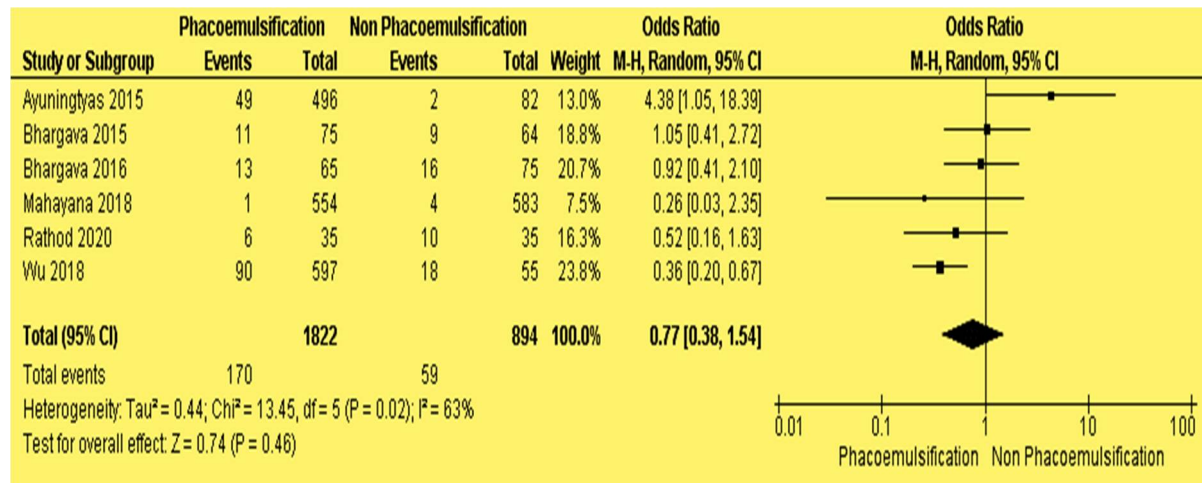 Phacoemulsification Non Phacoemulsification Odds Ratio Odds Ratio
Study or Subgroup Events Total Events Total Weight M-H, Random, 95% CI M-H, Random, 95% CI
Ayuningtyas 2015 49 496 2 82 13.0% 4.38 [1.05, 18.39]
Bhargava 2015 11 75 9 64 18.8% 1.05 [0.41, 2.72]
Bhargava 2016 13 65 16 75 20.7% 0.92 [0.41, 2.10]
Mahayana 2018 1 554 4 583 7.5% 0.26 [0.03, 2.35]
Rathod 2020 6 35 10 35 16.3% 0.52 [0.16, 1.63]
Wu 2018 90 597 18 55 23.8% 0.36 [0.20, 0.67]
Total (95% CI) 1822 894 100.0% 0.77 [0.38, 1.54]
Total events 170 59
Heterogeneity: Tau² = 0.44; Chi² = 13.45, df = 5 (P = 0.02); I² = 63%
Test for overall effect: Z = 0.74 (P = 0.46)
0.01 0.1 1 10 100
Phacoemulsification Non Phacoemulsification